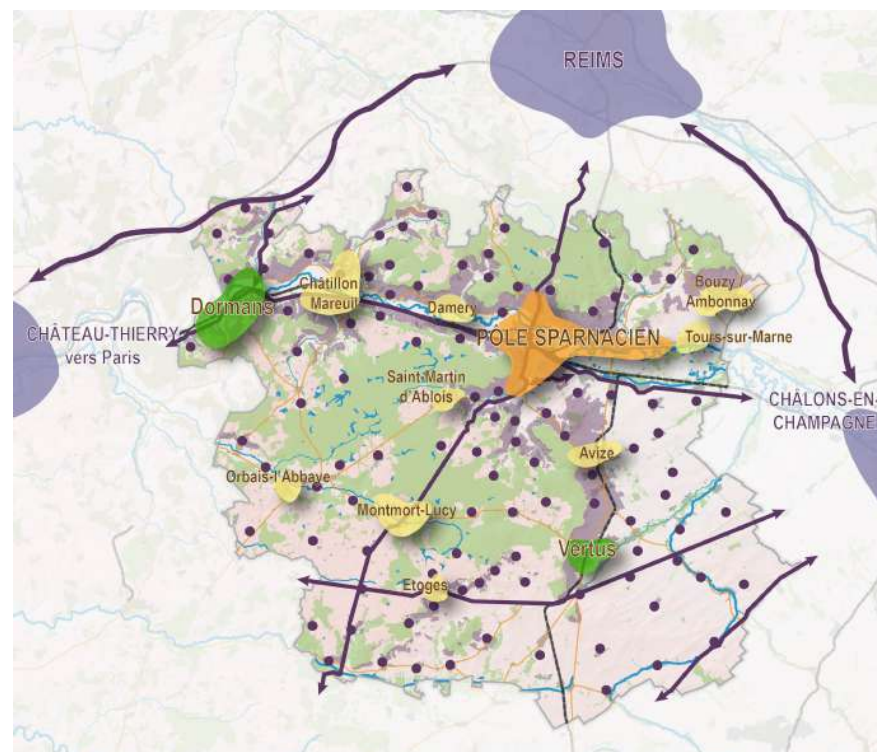 REIMS
Châtillon /
Mareuil
Dormans
Bouzy /
Ambonnay
Damery
CHÂTEAU-THIERRY
vers Paris
PÔLE SPARNACIEN
Tours-sur-Marne
Saint-Martin
d'Ablois
CHÂLONS-EN-
CHAMPAGNE
Avize
Orbais-l'Abbaye
Montmort-Lucy
Vertus
Etoges